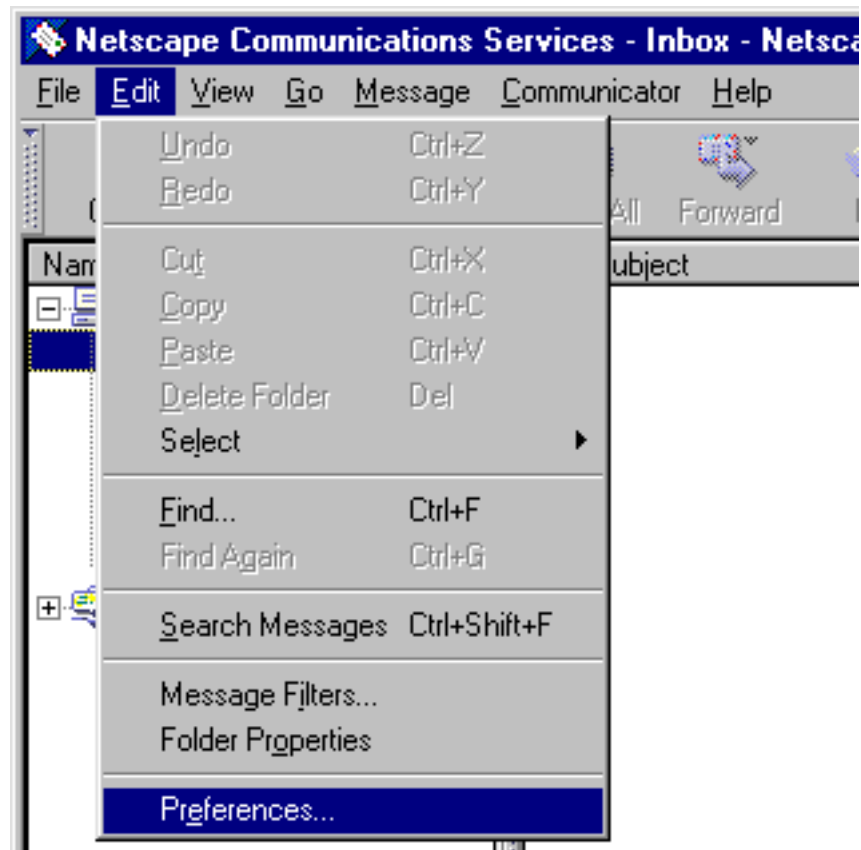 Netscape Communications Services - Inbox - Netsca
File Edit View Go Message Communicator Help
Undo Ctrl+Z
Redo Ctrl+Y
All Forward
Cut Ctrl+X
Name ubject
Copy Ctrl+C
Paste Ctrl+V
Delete Folder Del
Select
Find... Ctrl+F
Find Again Ctrl+G
Search Messages Ctrl+Shift+F
Message Filters...
Folder Properties
Preferences...